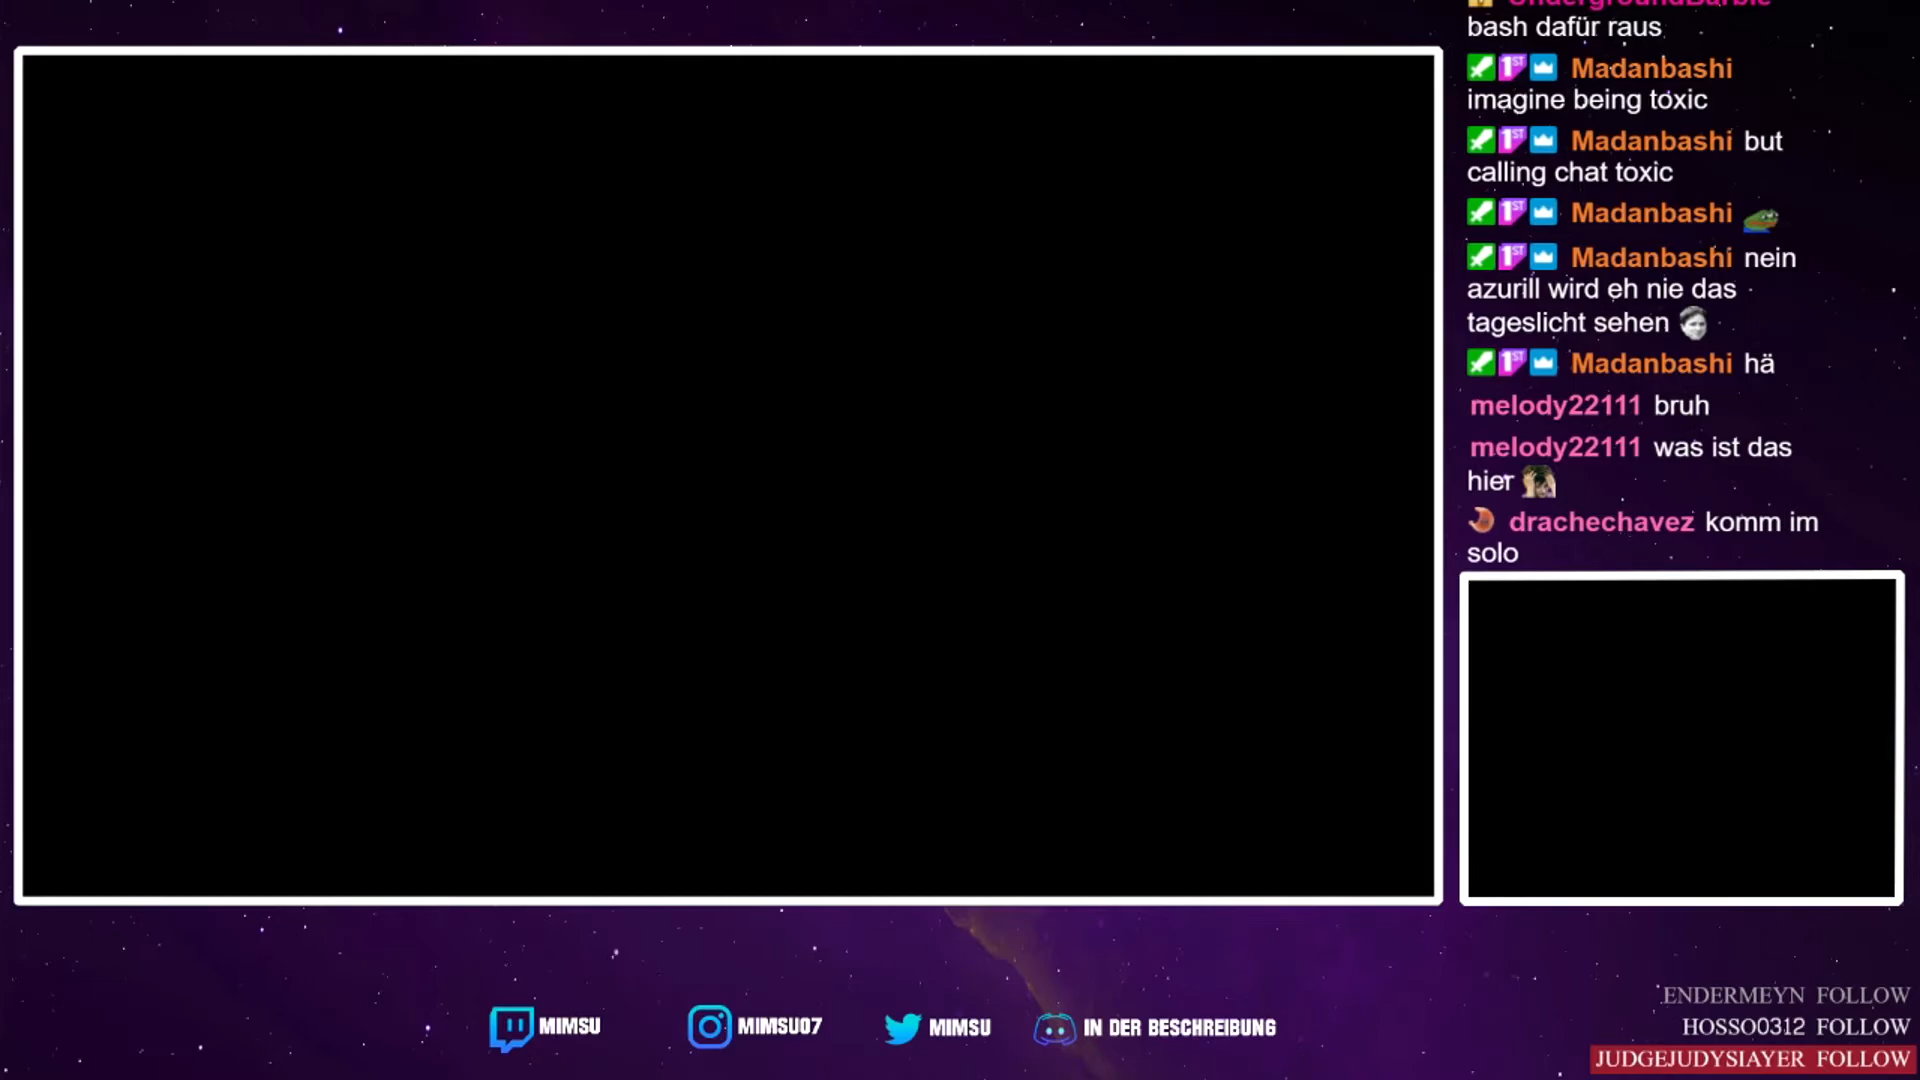 UndergroundBarbie
bash dafür raus
Madanbashi
imagine being toxic
Madanbashi but
calling chat toxic
Madanbashi
Madanbashi nein
azurill wird eh nie das
tageslicht sehen
Madanbashi hä
melody22111 bruh
melody22111 was ist das
hier
drachechavez komm im
solo
MIMSU
MIMSU07
MIMSU
IN DER BESCHREIBUNG
ENDERMEYN FOLLOW
HOSSO0312 FOLLOW
JUDGEJUDYSIAYER FOLLOW